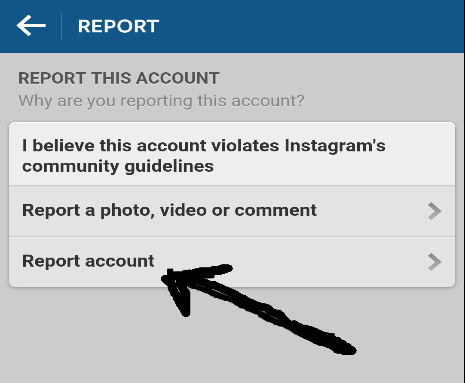 REPORT
REPORT THIS ACCOUNT
Why are you reporting this account?
I believe this account violates Instagram's
community guidelines
Report a photo, video or comment
Report account